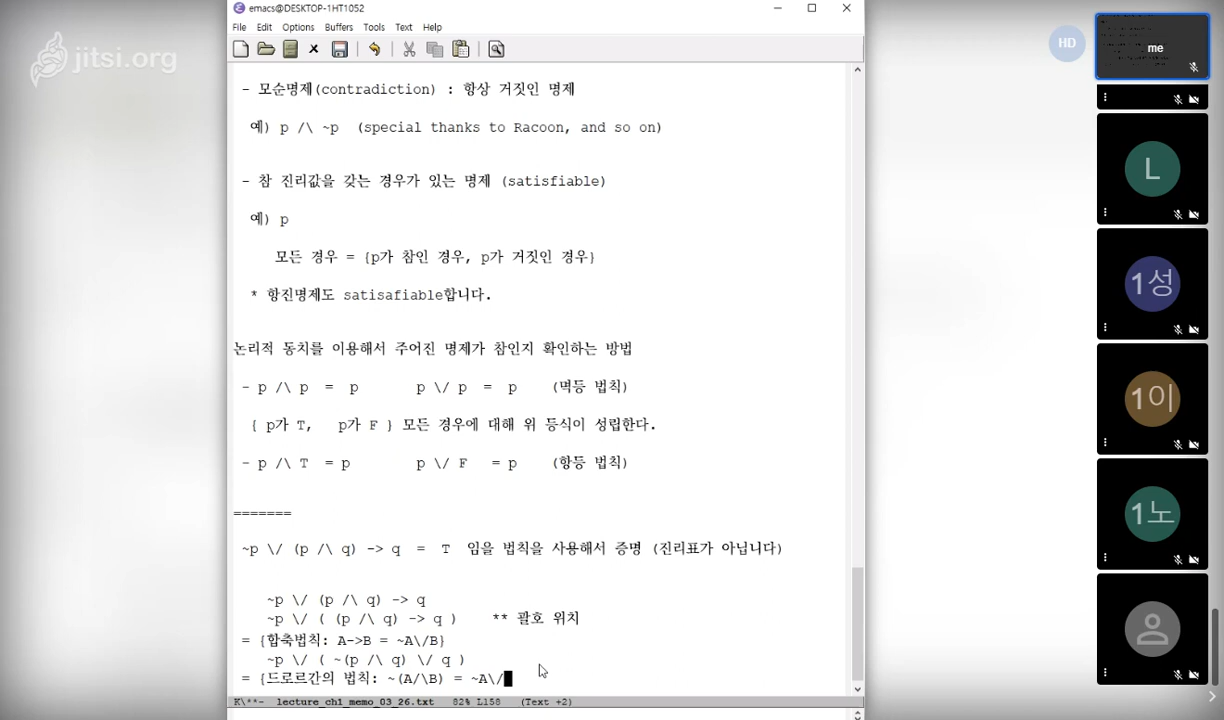 emacs@DESKTOP-1HT1052
File Edit Options Buffers Tools Text Help
jitsi.org
HD
me
- 모순명제(contradiction) : 항상 거짓인 명제
예) p /\ ~p (special thanks to Racoon, and so on)
- 참 진리값을 갖는 경우가 있는 명제 (satisfiable)
예) p
모든 경우 = {p가 참인 경우, p가 거짓인 경우}
* 항진명제도 satisafiable합니다.
논리적 동치를 이용해서 주어진 명제가 참인지 확인하는 방법
- p /\ p = p p \/ p = p (멱등 법칙)
{ p가 T, p가 F } 모든 경우에 대해 위 등식이 성립한다.
- p /\ T = p p \/ F = p (항등 법칙)
=======
~p \/ (p /\ q) -> q = T 임을 법칙을 사용해서 증명 (진리표가 아닙니다)
~p \/ (p /\ q) -> q
~p \/ ( (p /\ q) -> q ) ** 괄호 위치
= {함축법칙: A->B = ~A\/B}
~p \/ ( ~(p /\ q) \/ q )
= {드로르간의 법칙: ~(A/\B) = ~A\/
K\**- lecture_ch1_memo_03_26.txt 82% L158 (Text +2)
L
1성
1이
1노